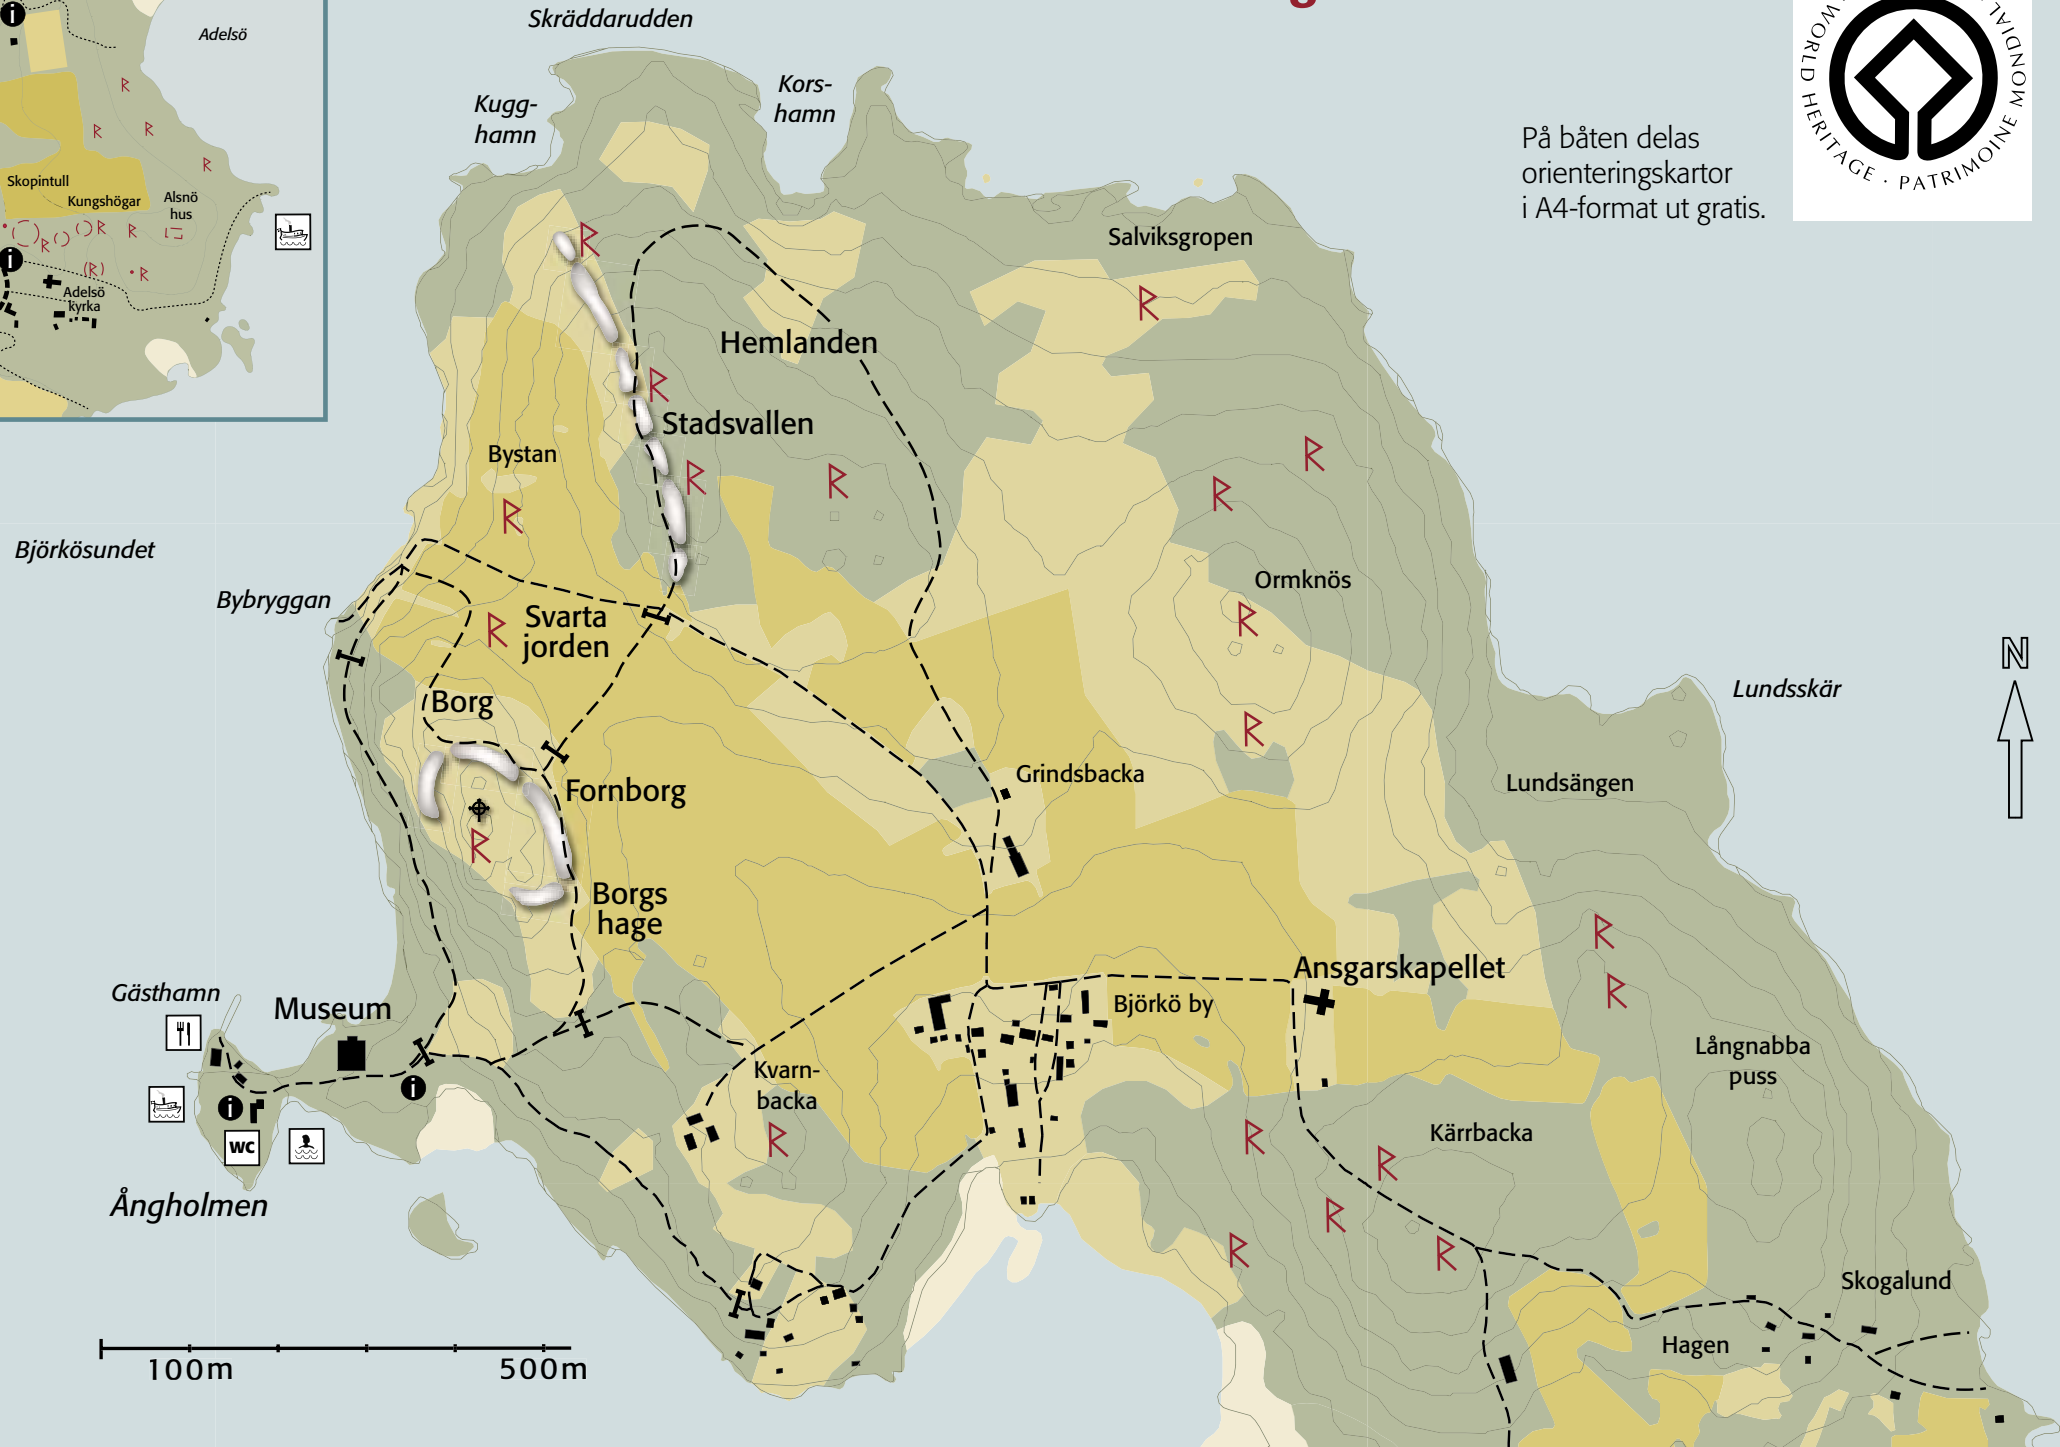 Skräddarudden
Adelsö
Kugg-
hamn
Kors-
hamn
På båten delas
orienteringskartor
i A4-format ut gratis.
WORLD HERITAGE · PATRIMOINE MONDIAL
Skopintull
Kungshögar
Alsnö
hus
Adelsö
kyrka
i
i
Salviksgropen
Hemlanden
Stadsvallen
Bystan
Björkösundet
Bybryggan
Svarta
jorden
Ormknös
N
Lundsskär
Borg
Grindsbacka
Lundsängen
Fornborg
Borgs
hage
Ansgarskapellet
Gästhamn
Museum
Björkö by
Långnabba
puss
Kvarn-
backa
i
i
WC
Kärrbacka
Ångholmen
Skogalund
Hagen
100m
500m